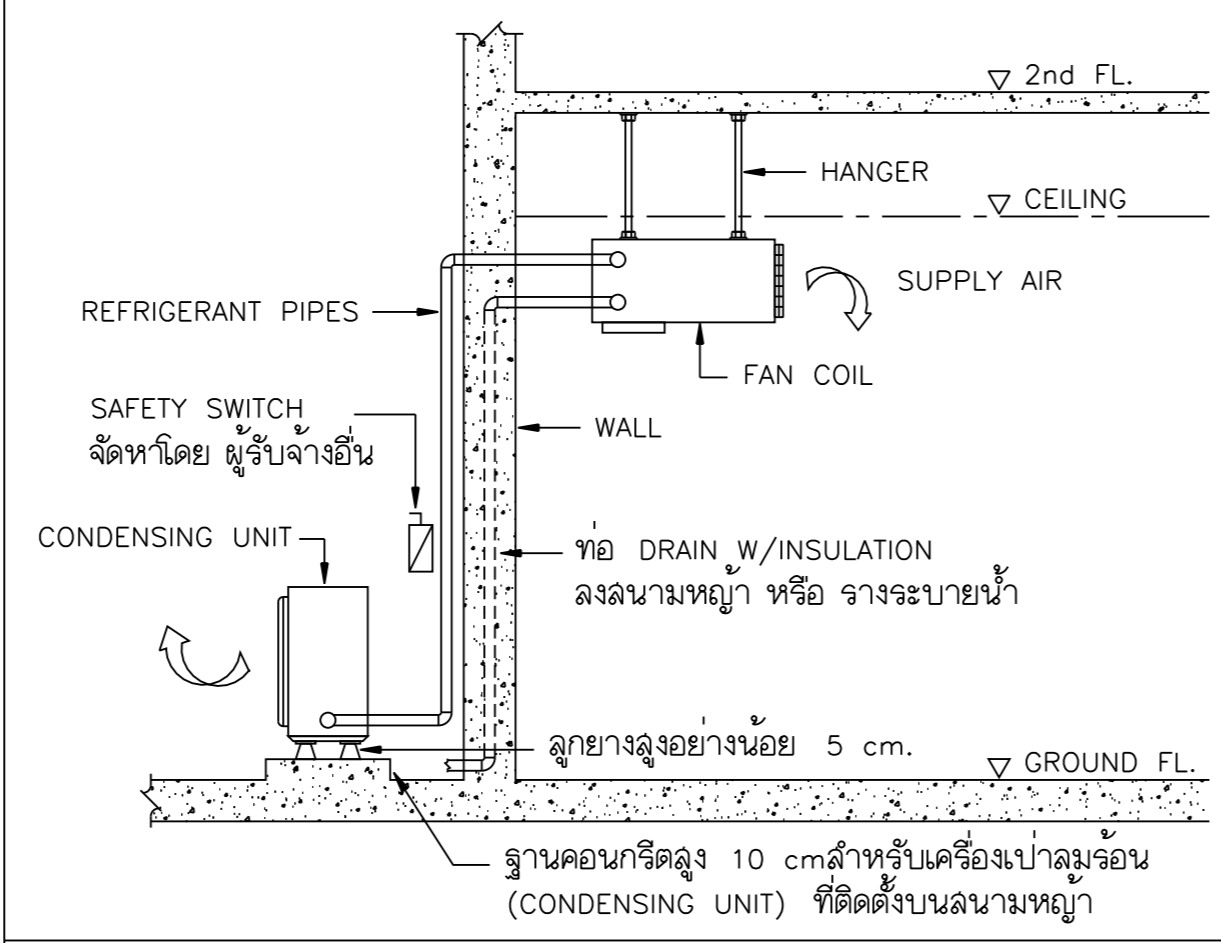 2nd FL.
HANGER
CEILING
SUPPLY AIR
REFRIGERANT PIPES
FAN COIL
SAFETY SWITCH
จัดหาโดย ผู้รับจ้างอื่น
WALL
CONDENSING UNIT
ท่อ DRAIN W/INSULATION
ลงสนามหญ้า หรือ รางระบายน้ำ
ลูกยางสูงอย่างน้อย 5 cm.
GROUND FL.
ฐานคอนกรีตสูง 10 cmสำหรับเครื่องเป่าลมร้อน
(CONDENSING UNIT) ที่ติดตั้งบนสนามหญ้า